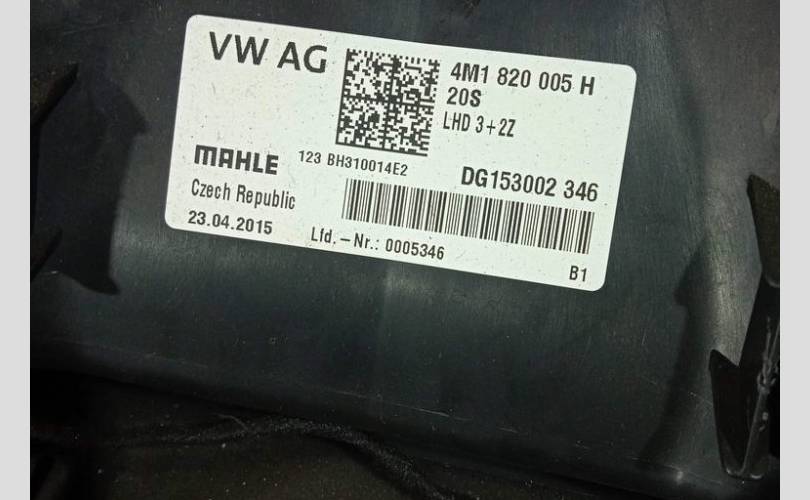 VW AG
4M1 820 005 H
20S
LHD 3+2Z
MAHLE
123 BH310014E2
DG153002 346
Czech Republic
23.04.2015
Lfd.-Nr.: 0005346
B1